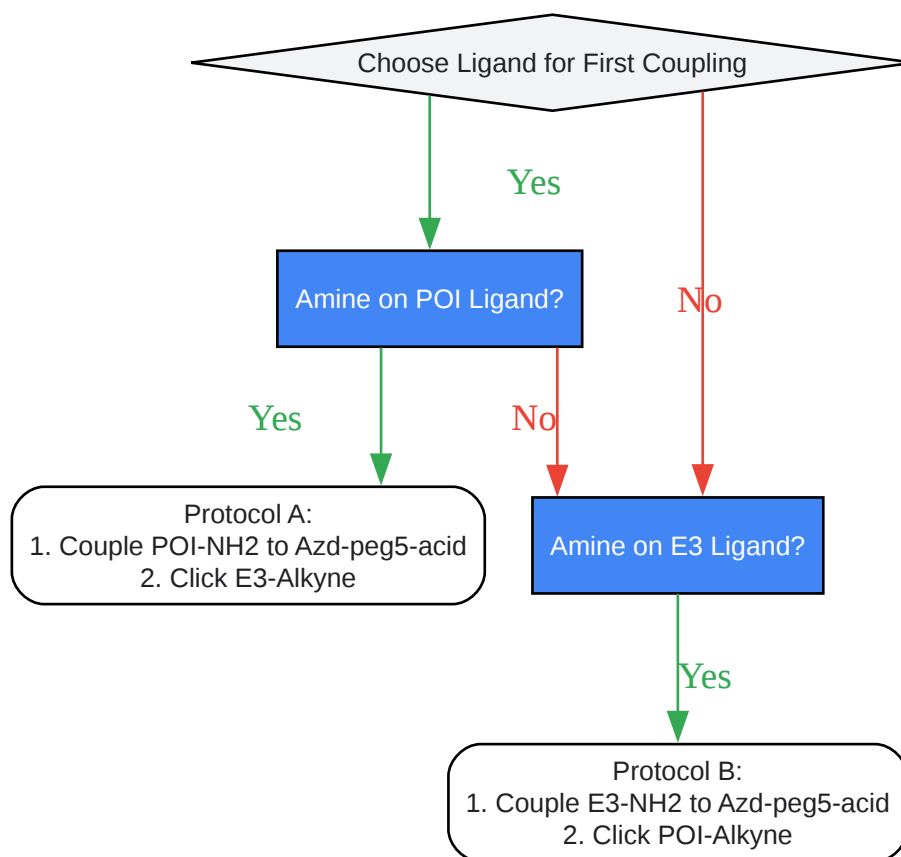 Choose Ligand for First Coupling
Yes
Amine on POI Ligand?
No
Yes
No
Protocol A:
1. Couple POI-NH2 to Azd-peg5-acid
2. Click E3-Alkyne
Amine on E3 Ligand?
Yes
Protocol B:
1. Couple E3-NH2 to Azd-peg5-acid
2. Click POI-Alkyne